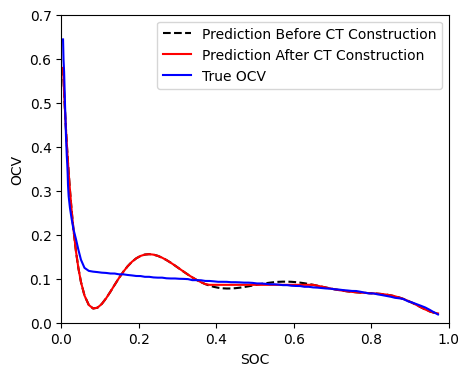 0.7
0.6
0.5
0.4
0.3
0.2
0.1
0.0
OCV
Prediction Before CT Construction
Prediction After CT Construction
True OCV
0.0 0.2 0.4 0.6 0.8 1.0
SOC